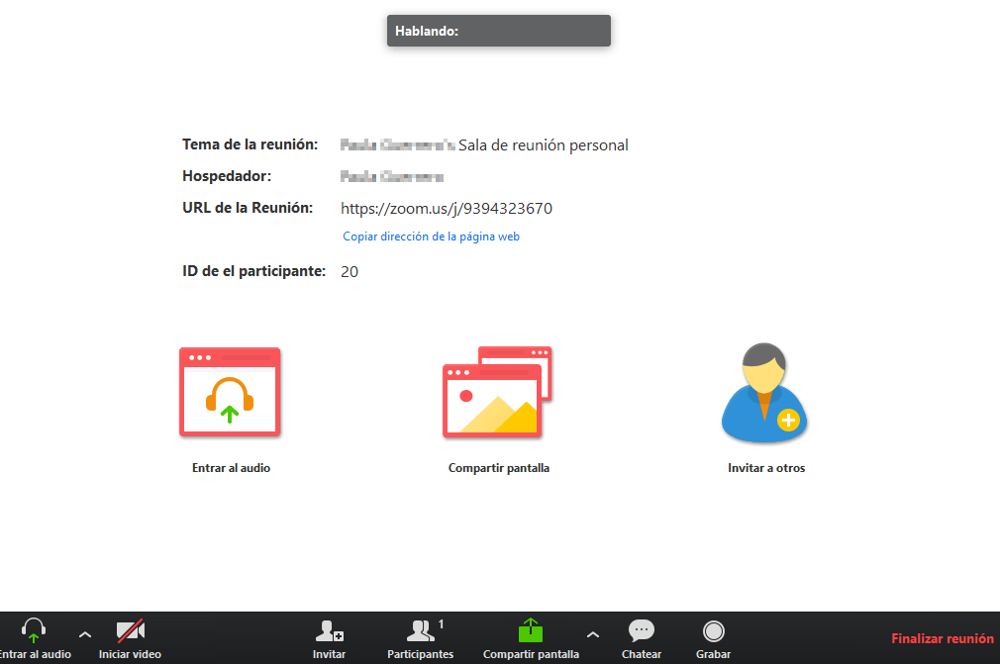 Hablando:
Tema de la reunión: Sala de reunión personal
Hospedador:
URL de la Reunión: https://zoom.us/j/9394323670
Copiar dirección de la página web
ID de el participante: 20
Entrar al audio Compartir pantalla Invitar a otros
1
Entrar al audio Iniciar video Invitar Participantes Compartir pantalla Chatear Grabar Finalizar reunión